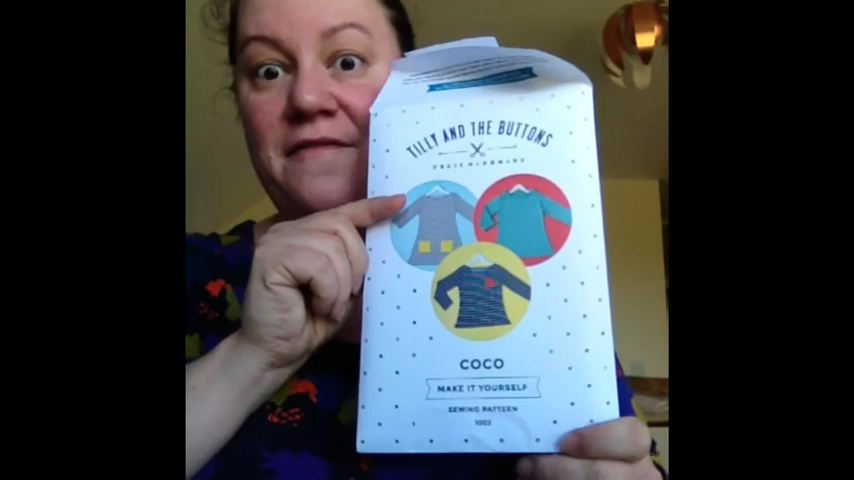 TILLY AND THE BUTTONS
COCO
MAKE IT YOURSELF
SEWING PATTERN
1003